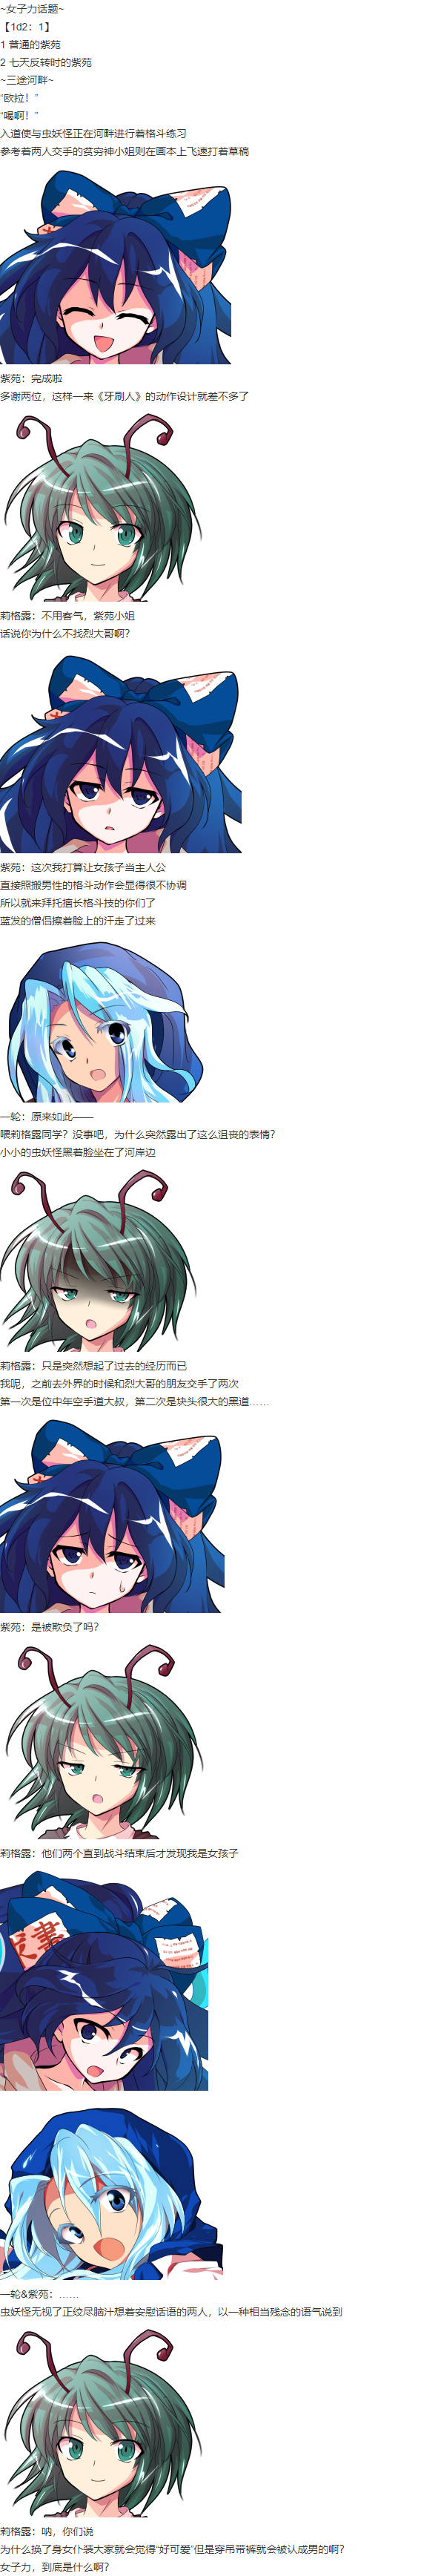 ~女子力话题~
【1d2：1】
1 普通的紫苑
2 七天反转时的紫苑
~三途河畔~
“欧拉！”
“喝啊！”
入道使与虫妖怪正在河畔进行着格斗练习
参考着两人交手的贫穷神小姐则在画本上飞速打着草稿
紫苑：完成啦
多谢两位，这样一来《牙刷人》的动作设计就差不多了
莉格露：不用客气，紫苑小姐
话说你为什么不找烈大哥啊？
紫苑：这次我打算让女孩子当主人公
直接照搬男性的格斗动作会显得很不协调
所以就来拜托擅长格斗技的你们了
蓝发的僧侣擦着脸上的汗走了过来
一轮：原来如此——
喂莉格露同学？没事吧，为什么突然露出了这么沮丧的表情？
小小的虫妖怪黑着脸坐在了河岸边
莉格露：只是突然想起了过去的经历而已
我呢，之前去外界的时候和烈大哥的朋友交手了两次
第一次是位中年空手道大叔，第二次是块头很大的黑道……
紫苑：是被欺负了吗？
莉格露：他们两个直到战斗结束后才发现我是女孩子
一轮&紫苑：……
虫妖怪无视了正绞尽脑汁想着安慰话语的两人，以一种相当残念的语气说到
莉格露：呐，你们说
为什么换了身女仆装大家就会觉得“好可爱”但是穿吊带裤就会被认成男的啊？
女子力，到底是什么啊？